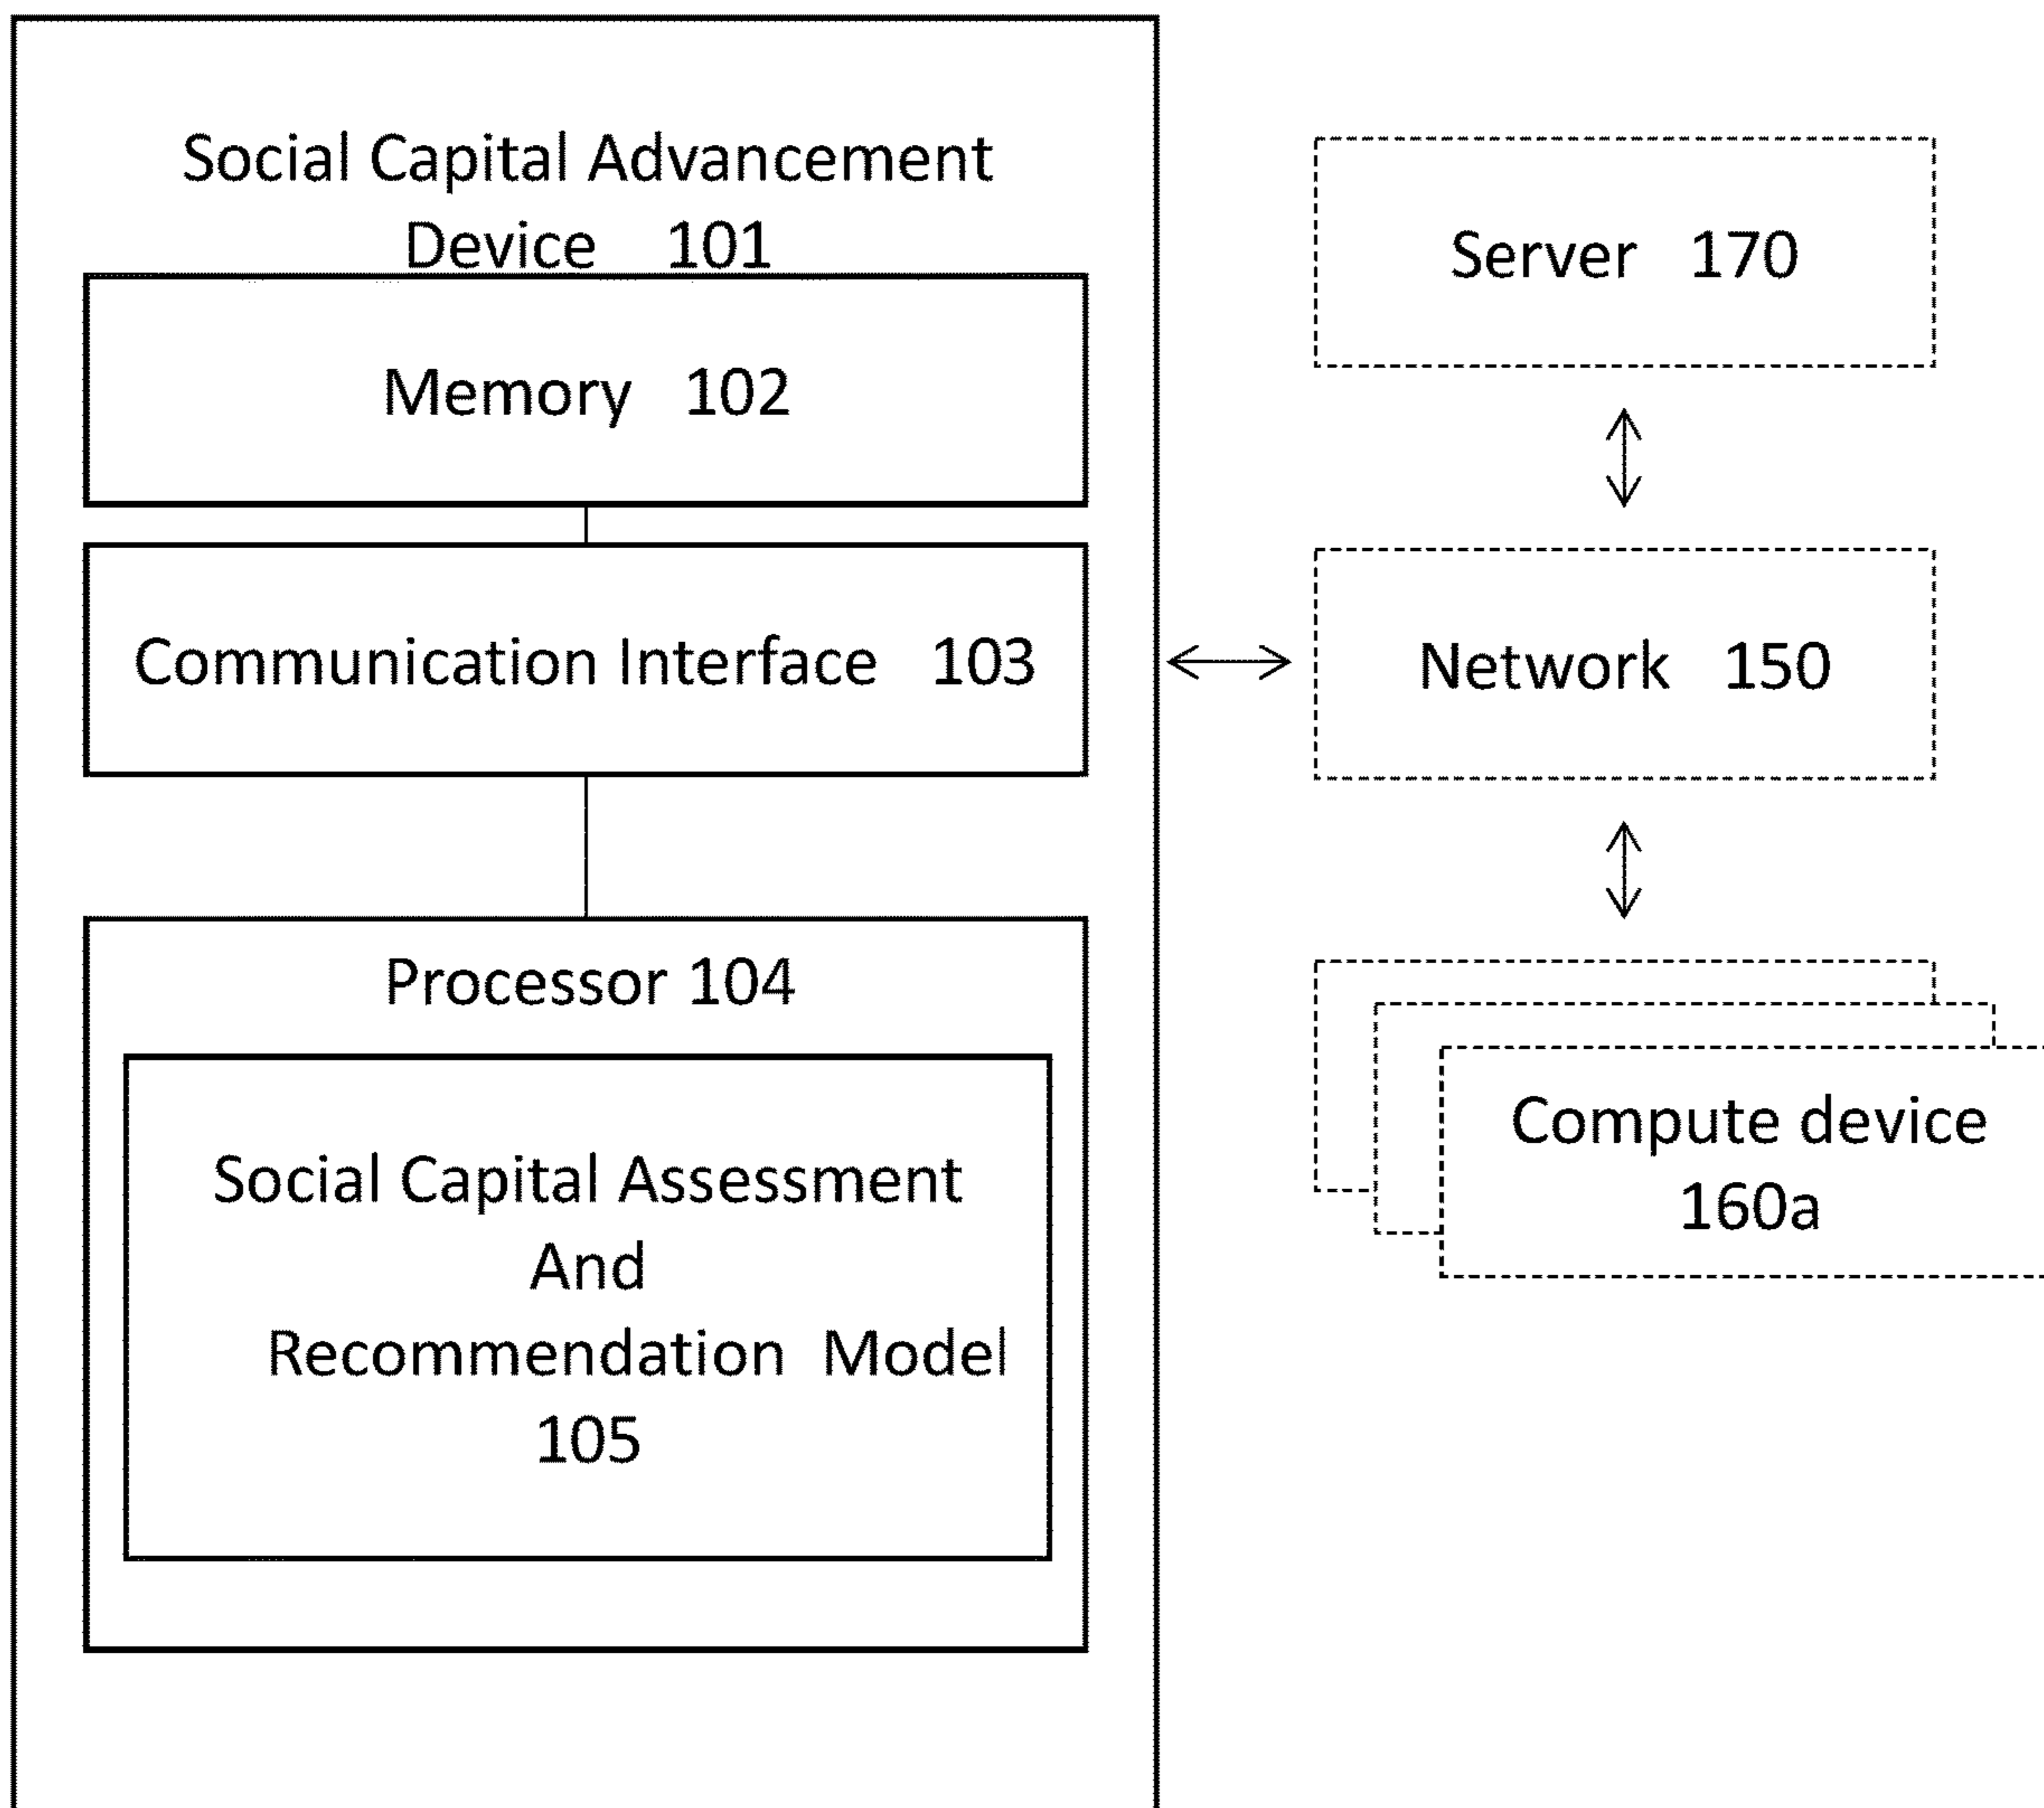 Social Capital Advancement
Device 101
Memory 102
Communication Interface 103
Processor 104
Social Capital Assessment
And
Recommendation Model
105
Server 170
Network 150
Compute device
160a